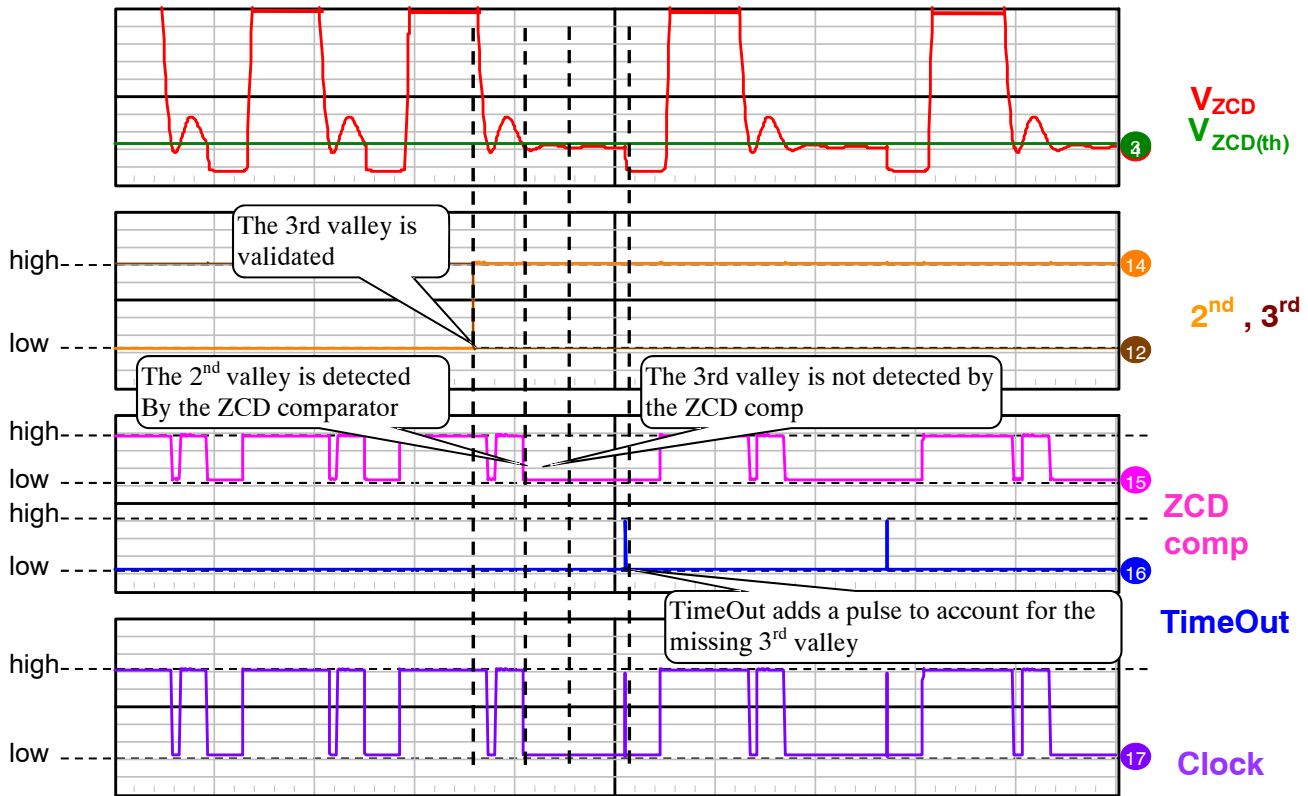 V_ZCD
V_ZCD(th)
3
The 3rd valley is
validated
high
14
2nd , 3rd
low
12
The 2nd valley is detected
By the ZCD comparator
The 3rd valley is not detected by
the ZCD comp
high
low
15
ZCD
comp
high
low
16
TimeOut adds a pulse to account for the
missing 3rd valley
TimeOut
high
low
17
Clock